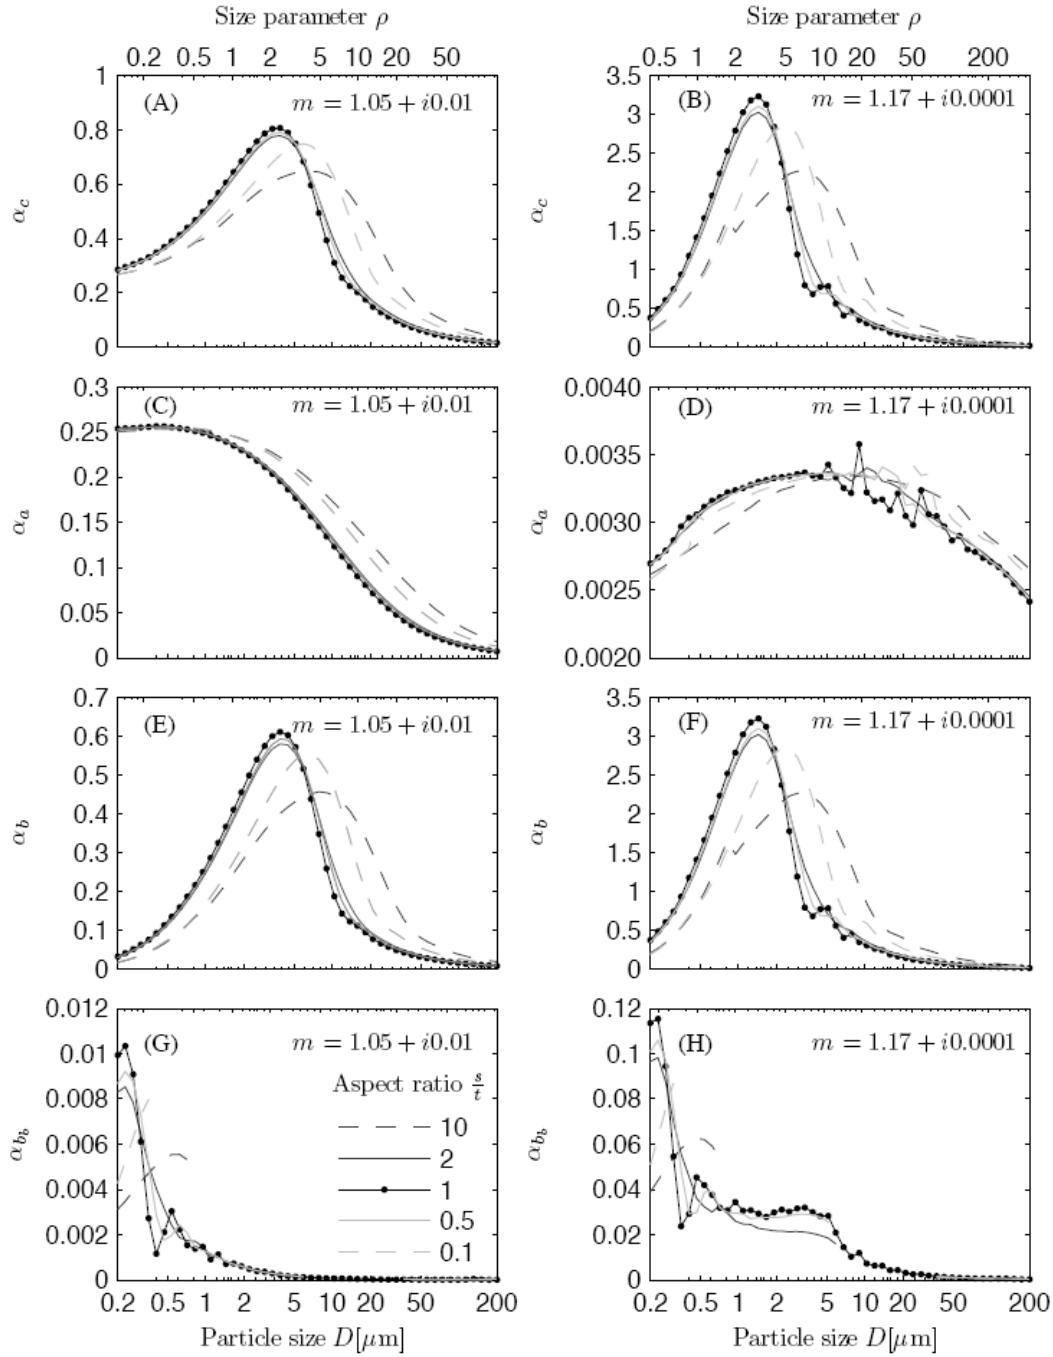 Size parameter ρ
Size parameter ρ
0.2 0.5 1 2 5 10 20 50
0.5 1 2 5 10 20 50 200
(A) m = 1.05 + i0.01
1
0.8
0.6
0.4
0.2
0
α_c
(B) m = 1.17 + i0.0001
3.5
3
2.5
2
1.5
1
0.5
0
α_c
(C) m = 1.05 + i0.01
0.3
0.25
0.2
0.15
0.1
0.05
0
α_a
(D) m = 1.17 + i0.0001
0.0040
0.0035
0.0030
0.0025
0.0020
α_a
(E) m = 1.05 + i0.01
0.7
0.6
0.5
0.4
0.3
0.2
0.1
0
α_b
(F) m = 1.17 + i0.0001
3.5
3
2.5
2
1.5
1
0.5
0
α_b
(G) m = 1.05 + i0.01
0.012
0.01
0.008
0.006
0.004
0.002
0
α_{b_b}
Aspect ratio s/t
10
2
1
0.5
0.1
(H) m = 1.17 + i0.0001
0.12
0.1
0.08
0.06
0.04
0.02
0
α_{b_b}
0.2 0.5 1 2 5 10 20 50 200
0.2 0.5 1 2 5 10 20 50 200
Particle size D[μm]
Particle size D[μm]